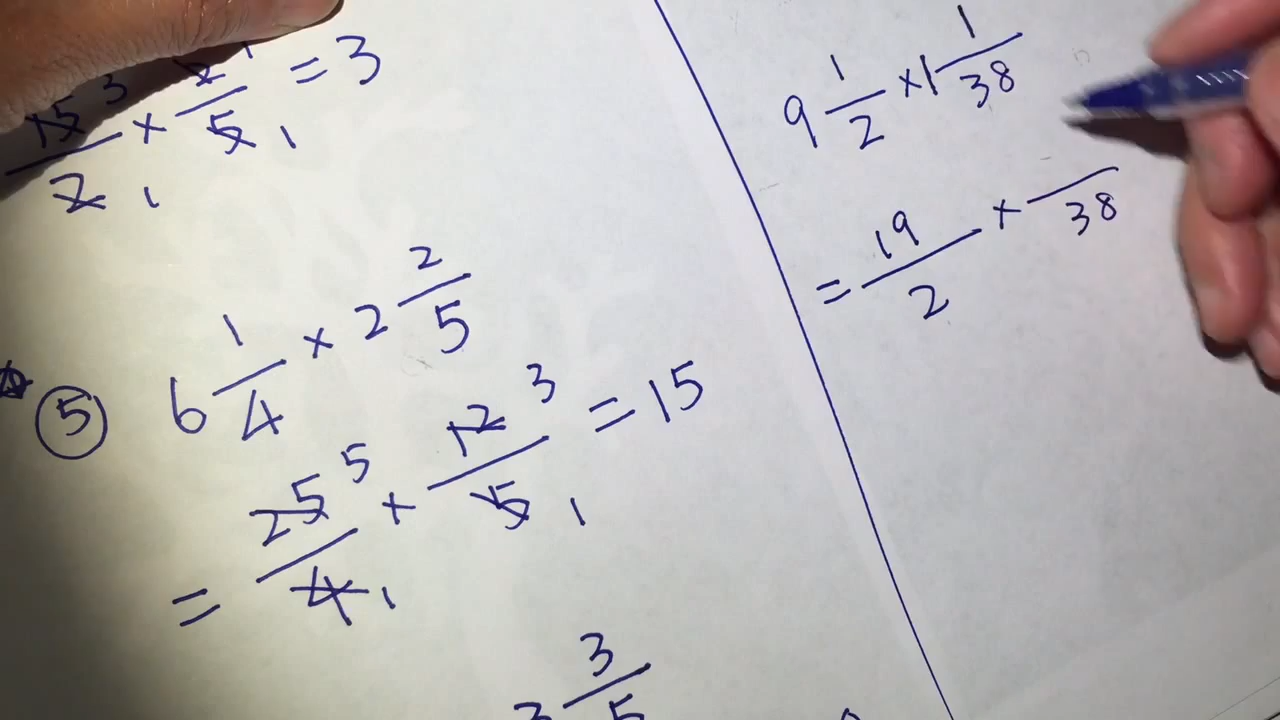 15 3/2 1 × 2 1/5 1 = 3
6 1/4 × 2 2/5
⑤
= 25 5/4 1 × 12 3/5 1 = 15
3/5
9 1/2 × 1 1/38
= 19/2 × /38